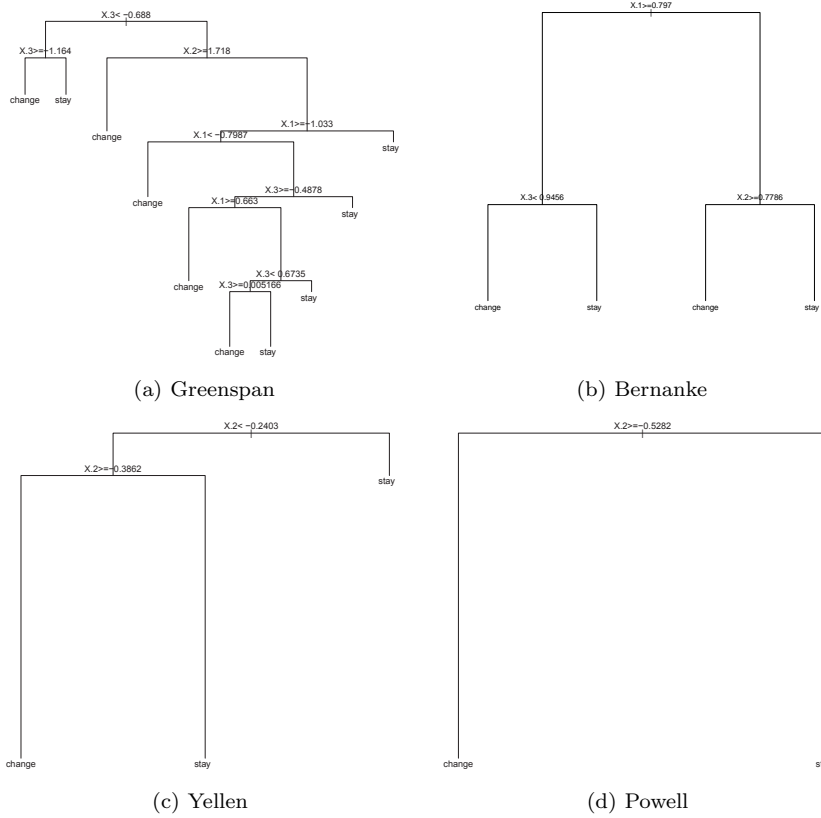 X.3< −0.688
X.3>=−1.164
X.2>=1.718
change
stay
change
X.1>=−1.033
X.1< −0.7987
stay
change
X.3>=−0.4878
X.1>=0.663
stay
change
X.3< 0.6735
X.3>=0.005166
stay
change
stay
(a) Greenspan
X.1>=0.797
X.3< 0.9456
X.2>=0.7786
change
stay
change
stay
(b) Bernanke
X.2< −0.2403
X.2>=−0.3862
stay
change
stay
(c) Yellen
X.2>=−0.5282
change
(d) Powell